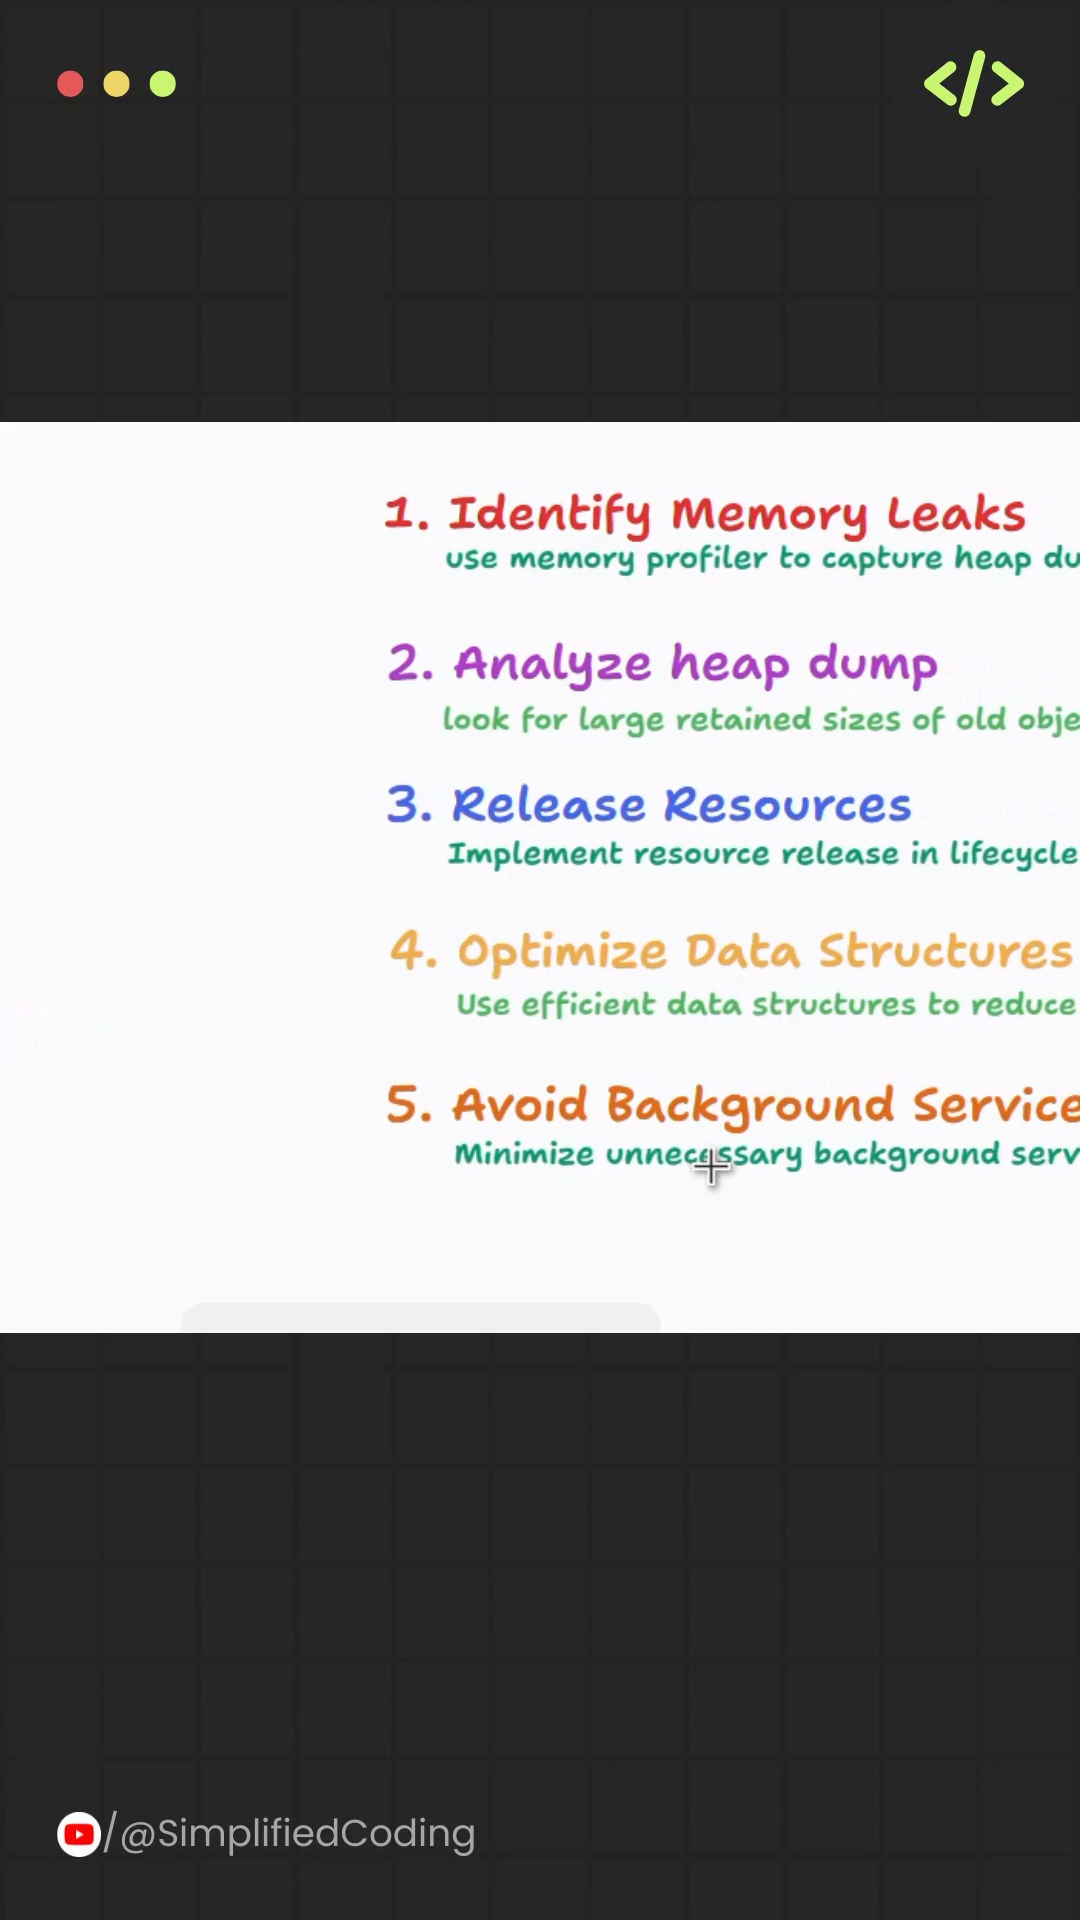 </>
1. Identify Memory Leaks
use memory profiler to capture heap
2. Analyze heap dump
look for large retained sizes of old
3. Release Resources
Implement resource release in lifecycle
4. Optimize Data Structures
Use efficient data structures to reduce
5. Avoid Background
Minimize unnecessary background
/@SimplifiedCoding